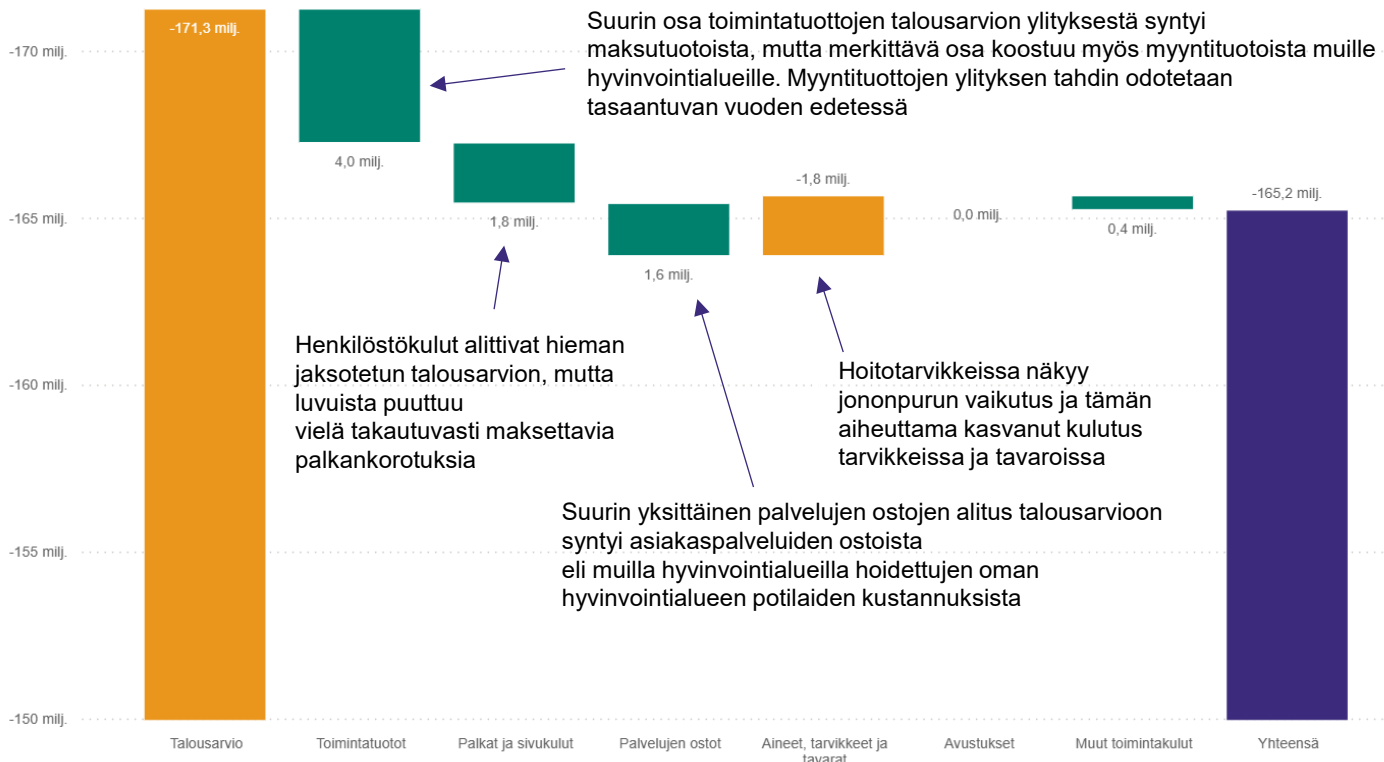 -171,3 milj.
-170 milj.
Suurin osa toimintatuottojen talousarvion ylityksestä syntyi
maksutuotoista, mutta merkittävä osa koostuu myös myyntituotoista muille
hyvinvointialueille. Myyntituottojen ylityksen tahdin odotetaan
tasaantuvan vuoden edetessä
4,0 milj.
-1,8 milj.
-165,2 milj.
-165 milj.
1,8 milj.
0,0 milj.
0,4 milj.
1,6 milj.
Henkilöstökulut alittivat hieman
jaksotetun talousarvion, mutta
luvuista puuttuu
vielä takautuvasti maksettavia
palkankorotuksia
Hoitotarvikkeissa näkyy
jononpurun vaikutus ja tämän
aiheuttama kasvanut kulutus
tarvikkeissa ja tavaroissa
-160 milj.
Suurin yksittäinen palvelujen ostojen alitus talousarvioon
syntyi asiakaspalveluiden ostoista
eli muilla hyvinvointialueilla hoidettujen oman
hyvinvointialueen potilaiden kustannuksista
-155 milj.
-150 milj.
Talousarvio
Toimintatuotot
Palkat ja sivukulut
Palvelujen ostot
Aineet, tarvikkeet ja
tavarat
Avustukset
Muut toimintakulut
Yhteensä